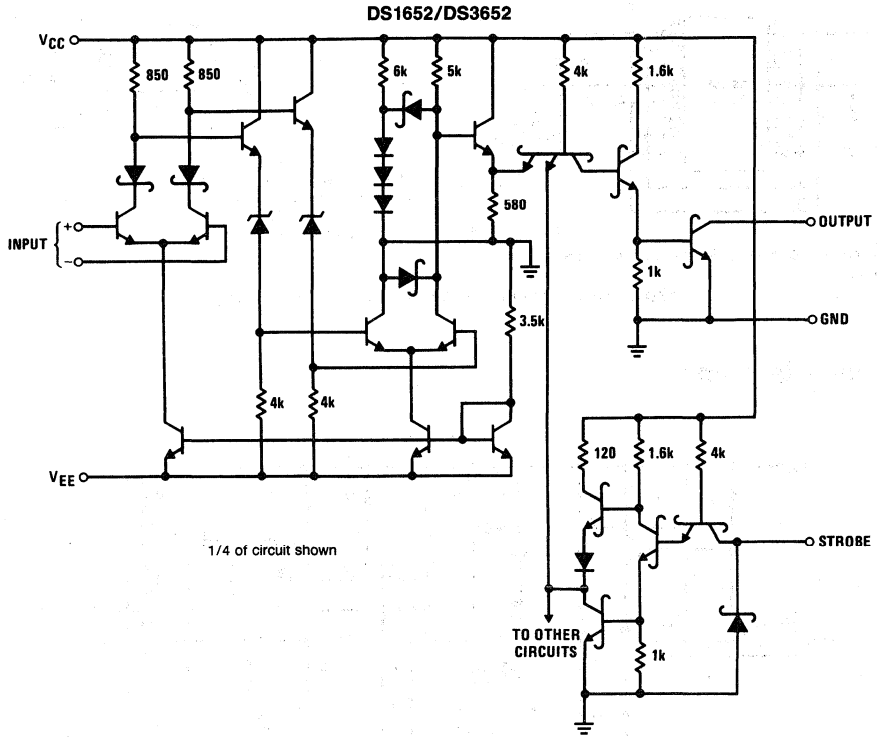 DS1652/DS3652
VCC
850
850
6k
5k
4k
1.6k
580
INPUT
+
−
OUTPUT
1k
3.5k
GND
4k
4k
VEE
120
1.6k
4k
STROBE
1/4 of circuit shown
TO OTHER
CIRCUITS
1k